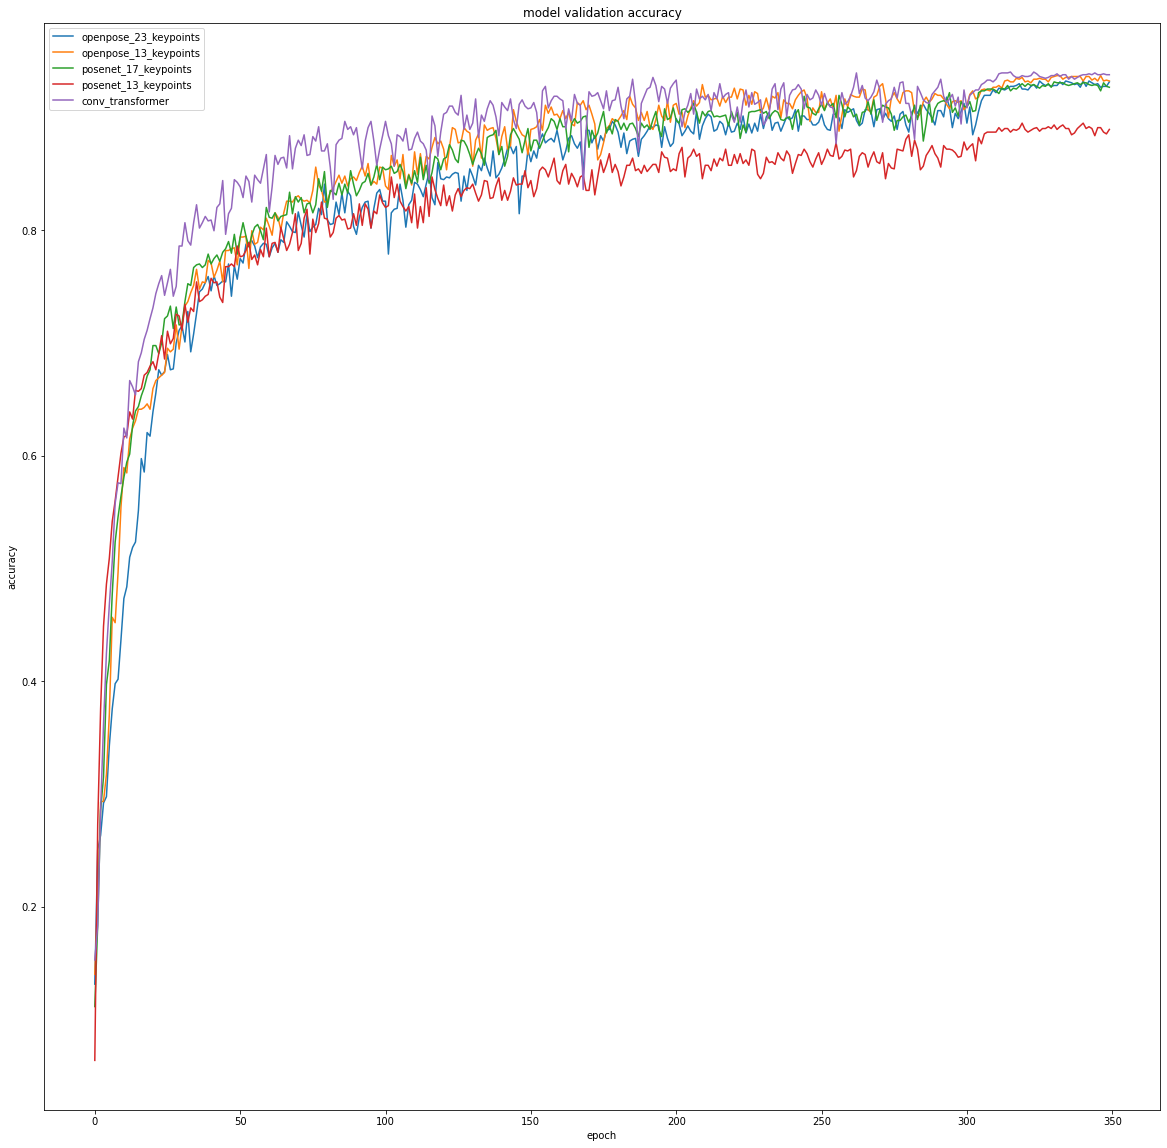 model validation accuracy
openpose_23_keypoints
openpose_13_keypoints
posenet_17_keypoints
posenet_13_keypoints
conv_transformer
accuracy
0.8
0.6
0.4
0.2
0
50
100
150
200
250
300
350
epoch